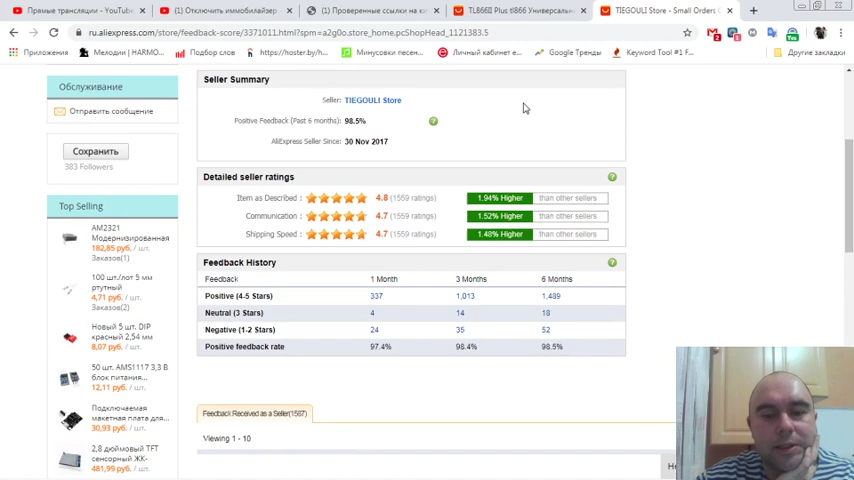 Прямые трансляции - YouTube
(1) Отключить иммобилайзер
(1) Проверенные ссылки на ки
TL866II Plus tl866 Универсальн
TIEGOULI Store - Small Orders O
ru.aliexpress.com/store/feedback-score/3371011.html?spm=a2g0o.store_home.pcShopHead_1121383.5
Приложения
Мелодии | HARMO...
Подбор слов
https://hoster.by/h...
Минусовки песен...
Личный кабинет e...
Google Тренды
Keyword Tool #1 F...
Другие закладки
Обслуживание
Отправить сообщение
Сохранить
383 Followers
Top Selling
AM2321
Модернизированная
182,85 руб. / шт.
Заказов(1)
100 шт./лот 5 мм
ртутный
4,71 руб. / шт.
Заказов(2)
Новый 5 шт. DIP
красный 2,54 мм
8,07 руб. / шт.
50 шт. AMS1117 3,3 В
блок питания...
12,11 руб. / шт.
Подключаемая
макетная плата для...
30,93 руб. / шт.
2,8 дюймовый TFT
сенсорный ЖК-
481,99 руб. / шт.
Seller Summary
Seller: TIEGOULI Store
Positive Feedback (Past 6 months): 98.5%
AliExpress Seller Since: 30 Nov 2017
Detailed seller ratings
Item as Described : 4.8 (1559 ratings) 1.94% Higher than other sellers
Communication : 4.7 (1559 ratings) 1.52% Higher than other sellers
Shipping Speed : 4.7 (1559 ratings) 1.48% Higher than other sellers
Feedback History
Feedback 1 Month 3 Months 6 Months
Positive (4-5 Stars) 337 1,013 1,489
Neutral (3 Stars) 4 14 18
Negative (1-2 Stars) 24 35 52
Positive feedback rate 97.4% 98.4% 98.5%
Feedback Received as a Seller(1587)
Viewing 1 - 10